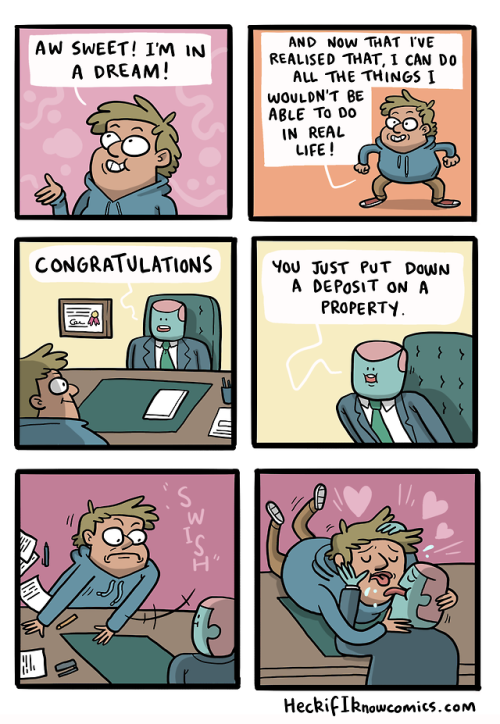 AW SWEET! I'M IN
A DREAM!
AND NOW THAT I'VE
REALISED THAT, I CAN DO
ALL THE THINGS I
WOULDN'T BE
ABLE TO DO
IN REAL
LIFE!
CONGRATULATIONS
YOU JUST PUT DOWN
A DEPOSIT ON A
PROPERTY.
"SWISH"
HeckifIknowcomics.com